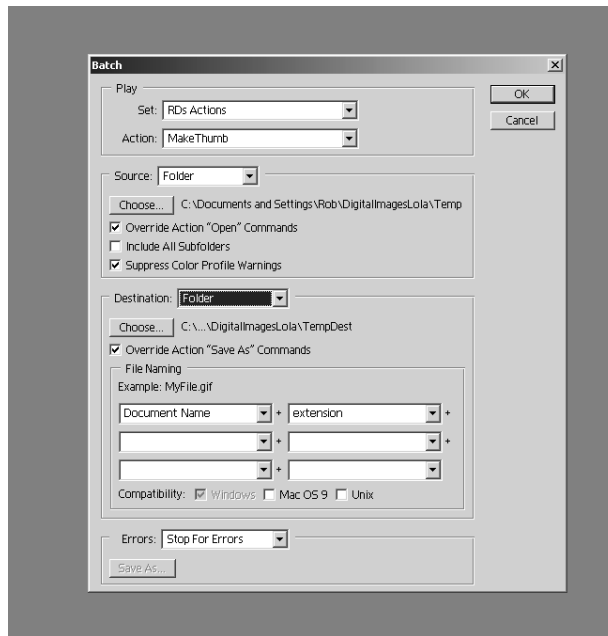 Batch
Play
Set: RDs Actions
OK
Action: MakeThumb
Cancel
Source: Folder
Choose... C:\Documents and Settings\Rob\DigitalImagesLola\Temp
Override Action "Open" Commands
Include All Subfolders
Suppress Color Profile Warnings
Destination: Folder
Choose... C:\...\DigitalImagesLola\TempDest
Override Action "Save As" Commands
File Naming
Example: MyFile.gif
Document Name + extension +
+ +
+
Compatibility: Windows Mac OS 9 Unix
Errors: Stop For Errors
Save As...